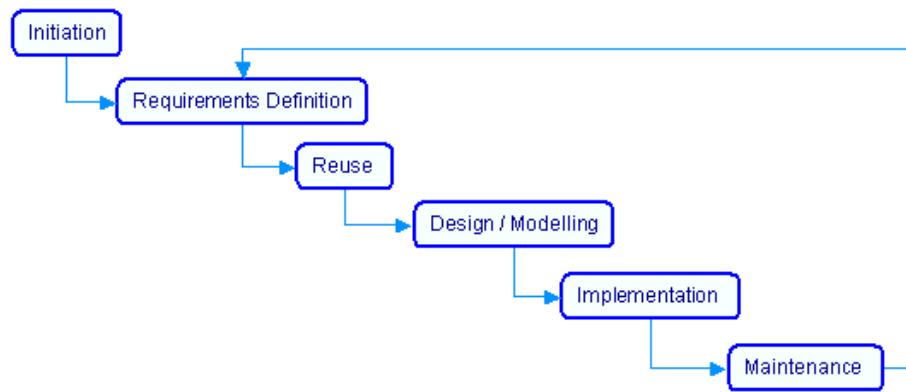 Initiation
Requirements Definition
Reuse
Design / Modelling
Implementation
Maintenance